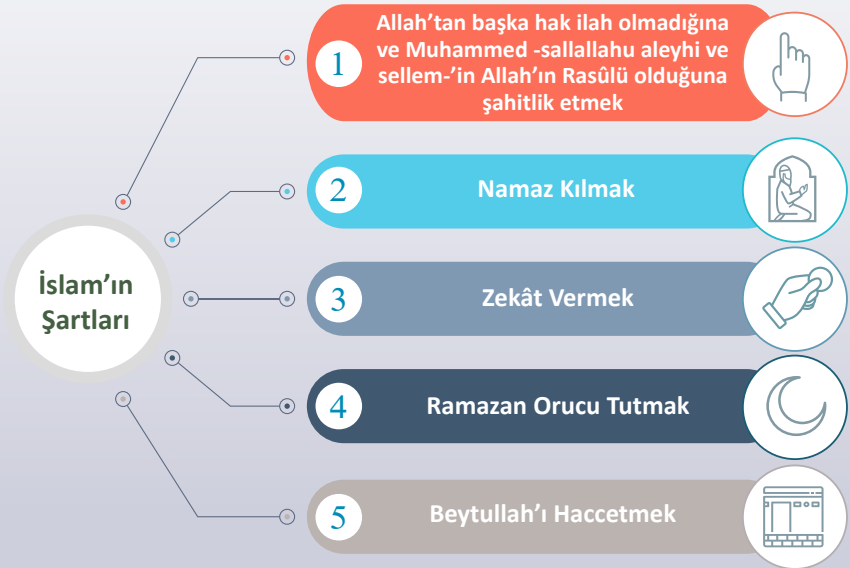 İslam’ın
Şartları
1
Allah’tan başka hak ilah olmadığına
ve Muhammed -sallallahu aleyhi ve
sellem-’in Allah’ın Rasûlü olduğuna
şahitlik etmek
2
Namaz Kılmak
3
Zekât Vermek
4
Ramazan Orucu Tutmak
5
Beytullah’ı Haccetmek